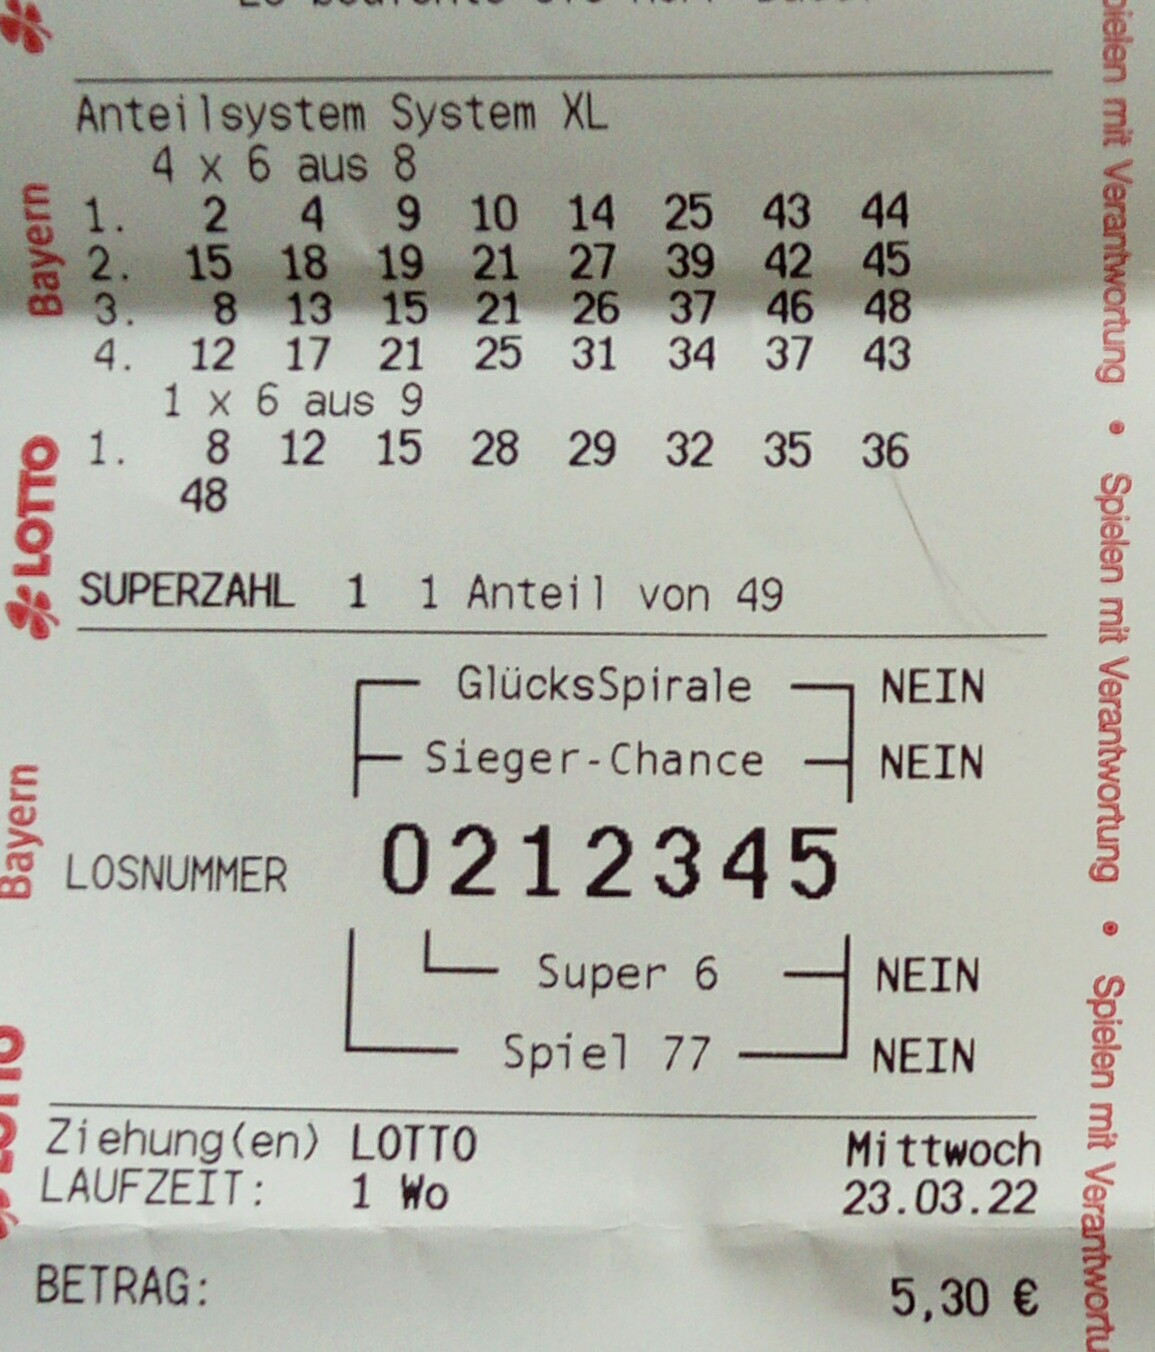 Anteilsystem System XL
4 x 6 aus 8
1. 2 4 9 10 14 25 43 44
2. 15 18 19 21 27 39 42 45
3. 8 13 15 21 26 37 46 48
4. 12 17 21 25 31 34 37 43
1 x 6 aus 9
1. 8 12 15 28 29 32 35 36
48
SUPERZAHL 1 1 Anteil von 49
GlücksSpirale NEIN
Sieger-Chance NEIN
LOSNUMMER 0212345
Super 6 NEIN
Spiel 77 NEIN
Ziehung(en) LOTTO Mittwoch
LAUFZEIT: 1 Wo 23.03.22
BETRAG: 5,30 €
Bayern
LOTTO
Bayern
LOTTO
Spielen mit Verantwortung • Spielen mit Verantwortung • Spielen mit Verantwortu